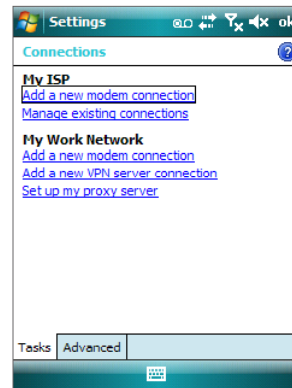 Settings
ok
Connections
?
My ISP
Add a new modem connection
Manage existing connections
My Work Network
Add a new modem connection
Add a new VPN server connection
Set up my proxy server
Tasks Advanced